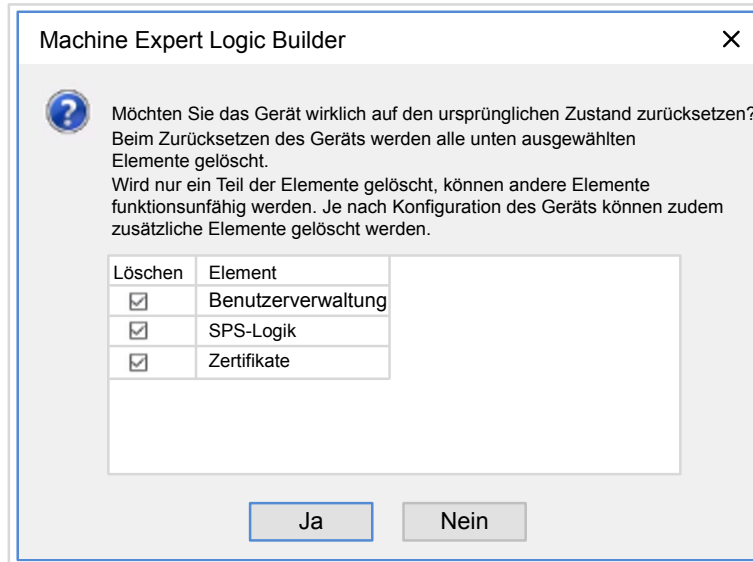 Machine Expert Logic Builder
Möchten Sie das Gerät wirklich auf den ursprünglichen Zustand zurücksetzen?
Beim Zurücksetzen des Geräts werden alle unten ausgewählten
Elemente gelöscht.
Wird nur ein Teil der Elemente gelöscht, können andere Elemente
funktionsunfähig werden. Je nach Konfiguration des Geräts können zudem
zusätzliche Elemente gelöscht werden.
Löschen Element
Benutzerverwaltung
SPS-Logik
Zertifikate
Ja Nein